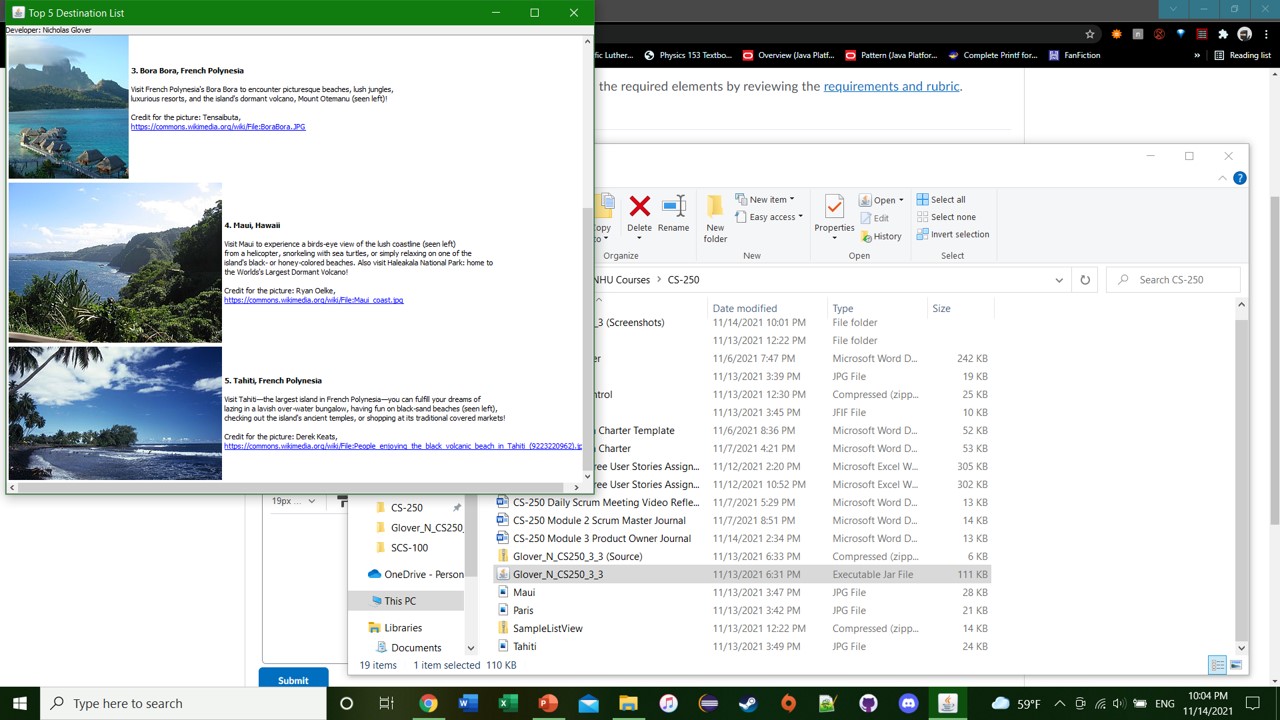 Top 5 Destination List
Developer: Nicholas Glover
3. Bora Bora, French Polynesia
Visit French Polynesia's Bora Bora to encounter picturesque beaches, lush jungles,
luxurious resorts, and the island's dormant volcano, Mount Otemanu (seen left)!
Credit for the picture: Tensaibuta,
https://commons.wikimedia.org/wiki/File:BoraBora.JPG
4. Maui, Hawaii
Visit Maui to experience a birds-eye view of the lush coastline (seen left)
from a helicopter, snorkeling with sea turtles, or simply relaxing on one of the
island's black- or honey-colored beaches. Also visit Haleakala National Park: home to
the Worlds's Largest Dormant Volcano!
Credit for the picture: Ryan Oelke,
https://commons.wikimedia.org/wiki/File:Maui_coast.jpg
5. Tahiti, French Polynesia
Visit Tahiti—the largest island in French Polynesia—you can fulfill your dreams of
lazing in a lavish over-water bungalow, having fun on black-sand beaches (seen left),
checking out the island's ancient temples, or shopping at its traditional covered markets!
Credit for the picture: Derek Keats,
https://commons.wikimedia.org/wiki/File:People_enjoying_the_black_volcanic_beach_in_Tahiti_(9223220962).jp
fic Luther... Physics 153 Textbo... Overview (Java Platf... Pattern (Java Platfor... Complete Printf for... FanFiction » Reading list
the required elements by reviewing the requirements and rubric.
Copy to Delete Rename New folder New item Easy access Properties Open Edit History Select all Select none Invert selection
Organize New Open Select
NHU Courses > CS-250 Search CS-250
Date modified Type Size
_3 (Screenshots) 11/14/2021 10:01 PM File folder
11/13/2021 12:22 PM File folder
er 11/6/2021 7:47 PM Microsoft Word D... 242 KB
11/13/2021 3:39 PM JPG File 19 KB
ntrol 11/13/2021 12:30 PM Compressed (zipp... 25 KB
11/13/2021 3:45 PM JFIF File 10 KB
n Charter Template 11/6/2021 8:36 PM Microsoft Word D... 52 KB
n Charter 11/7/2021 4:21 PM Microsoft Word D... 53 KB
ree User Stories Assign... 11/12/2021 2:20 PM Microsoft Excel W... 305 KB
ree User Stories Assign... 11/12/2021 10:52 PM Microsoft Excel W... 302 KB
CS-250 Daily Scrum Meeting Video Refle... 11/7/2021 5:29 PM Microsoft Word D... 13 KB
CS-250 Module 2 Scrum Master Journal 11/7/2021 8:51 PM Microsoft Word D... 14 KB
CS-250 Module 3 Product Owner Journal 11/14/2021 2:34 PM Microsoft Word D... 13 KB
Glover_N_CS250_3_3 (Source) 11/13/2021 6:33 PM Compressed (zipp... 6 KB
Glover_N_CS250_3_3 11/13/2021 6:31 PM Executable Jar File 111 KB
Maui 11/13/2021 3:47 PM JPG File 28 KB
Paris 11/13/2021 3:42 PM JPG File 21 KB
SampleListView 11/13/2021 12:22 PM Compressed (zipp... 14 KB
Tahiti 11/13/2021 3:49 PM JPG File 24 KB
19px ...
CS-250
Glover_N_CS250_
SCS-100
OneDrive - Person
This PC
Libraries
Documents
19 items 1 item selected 110 KB
Submit
Type here to search
59°F ENG 10:04 PM
11/14/2021